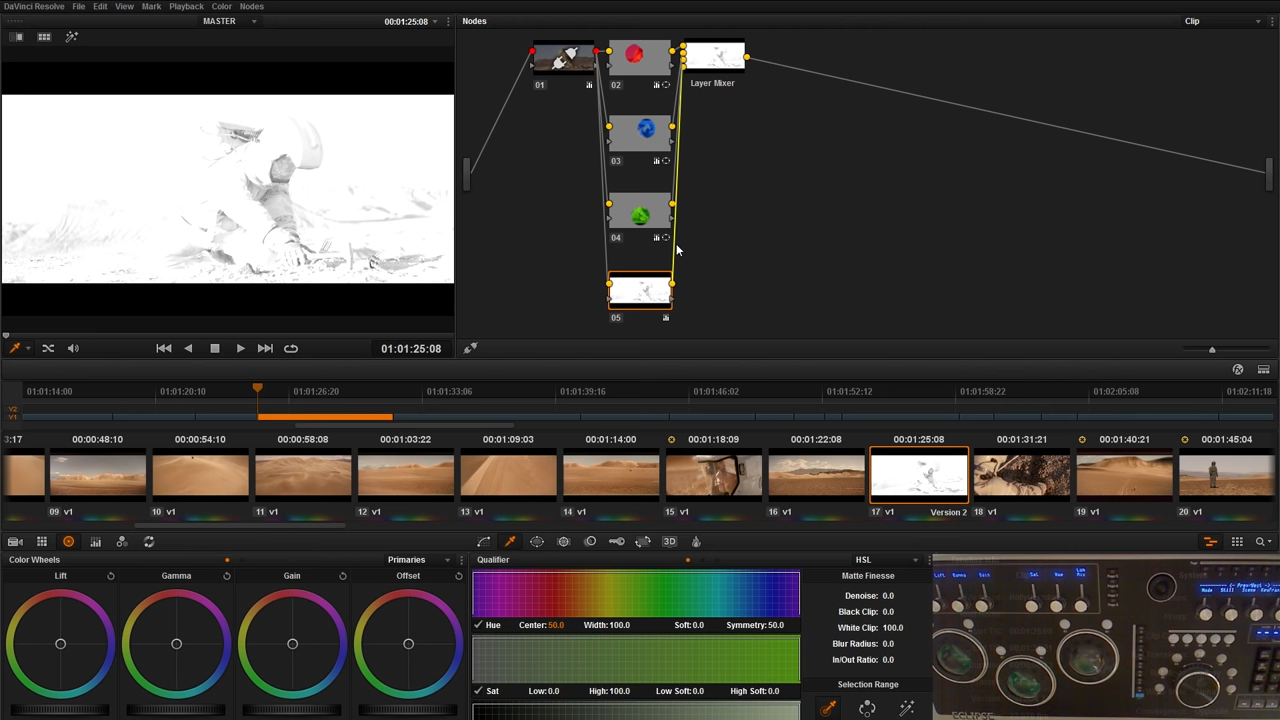 DaVinci Resolve File Edit View Mark Playback Color Nodes
MASTER 00:01:25:08 Nodes Clip
01 02 Layer Mixer
03
04
05
01:01:25:08
01:01:14:00 01:01:20:10 01:01:26:20 01:01:33:06 01:01:39:16 01:01:46:02 01:01:52:12 01:01:58:22 01:02:05:08 01:02:11:18
V2
V1
3:17 00:00:48:10 00:00:54:10 00:00:58:08 00:01:03:22 00:01:09:03 00:01:14:00 00:01:18:09 00:01:22:08 00:01:25:08 00:01:31:21 00:01:40:21 00:01:45:04
09 V1 10 V1 11 V1 12 V1 13 V1 14 V1 15 V1 16 V1 17 V1 Version 2 18 V1 19 V1 20 V1
3D
Color Wheels Primaries Qualifier HSL
Lift Gamma Gain Offset Matte Finesse
Denoise: 0.0
Black Clip: 0.0
Hue Center: 50.0 Width: 100.0 Soft: 0.0 Symmetry: 50.0 White Clip: 100.0
Blur Radius: 0.0
In/Out Ratio: 0.0
Selection Range
Sat Low: 0.0 High: 100.0 Low Soft: 0.0 High Soft: 0.0
ECLIPSE